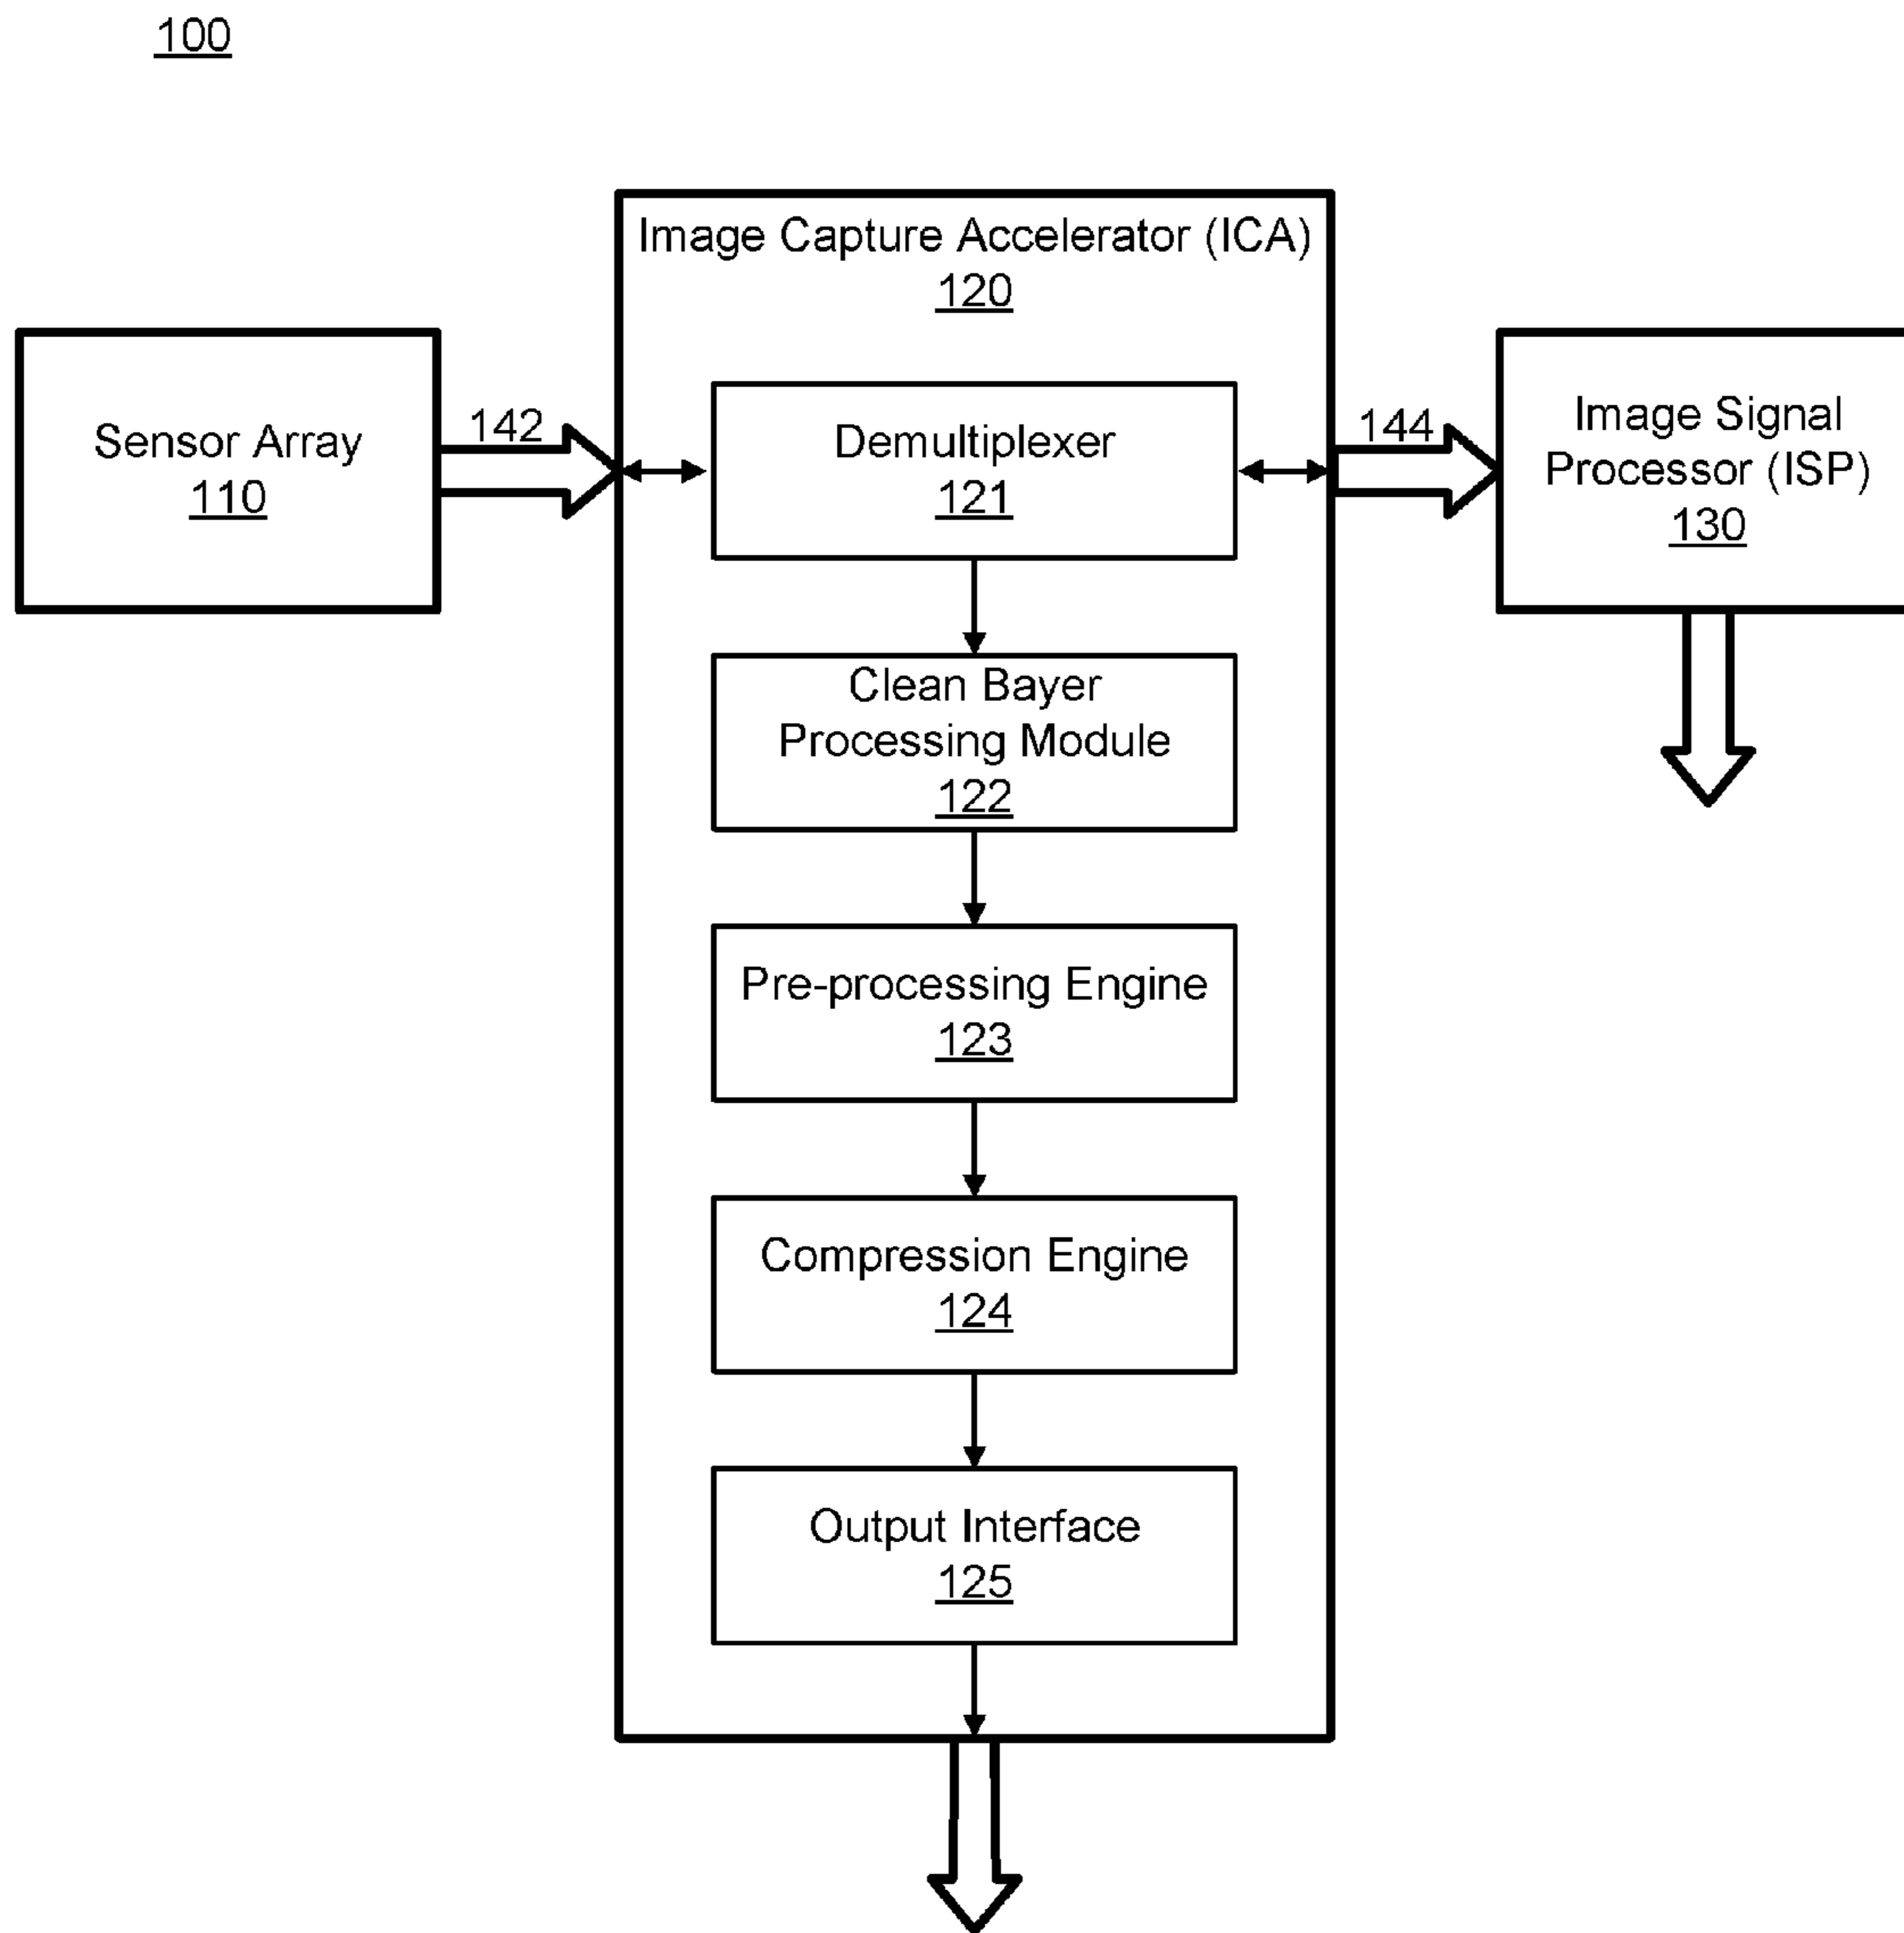 100
Image Capture Accelerator (ICA)
120
Sensor Array
110
142
Demultiplexer
121
144
Image Signal
Processor (ISP)
130
Clean Bayer
Processing Module
122
Pre-processing Engine
123
Compression Engine
124
Output Interface
125